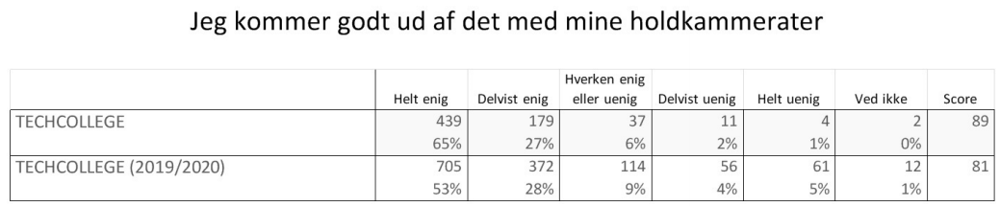 Jeg kommer godt ud af det med mine holdkammerater
Hverken enig
Helt enig Delvist enig eller uenig Delvist uenig Helt uenig Ved ikke Score
TECHCOLLEGE 439 179 37 11 4 2 89
65% 27% 6% 2% 1% 0%
TECHCOLLEGE (2019/2020) 705 372 114 56 61 12 81
53% 28% 9% 4% 5% 1%